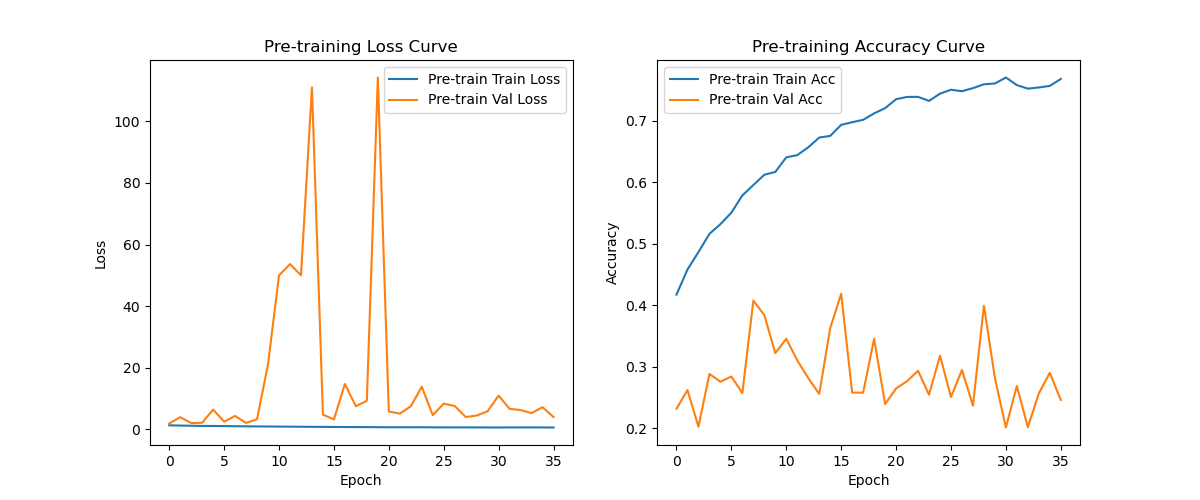 Pre-training Loss Curve
Pre-train Train Loss
Pre-train Val Loss
100
80
60
40
20
0
Loss
0 5 10 15 20 25 30 35
Epoch
Pre-training Accuracy Curve
Pre-train Train Acc
Pre-train Val Acc
0.7
0.6
0.5
0.4
0.3
0.2
Accuracy
0 5 10 15 20 25 30 35
Epoch